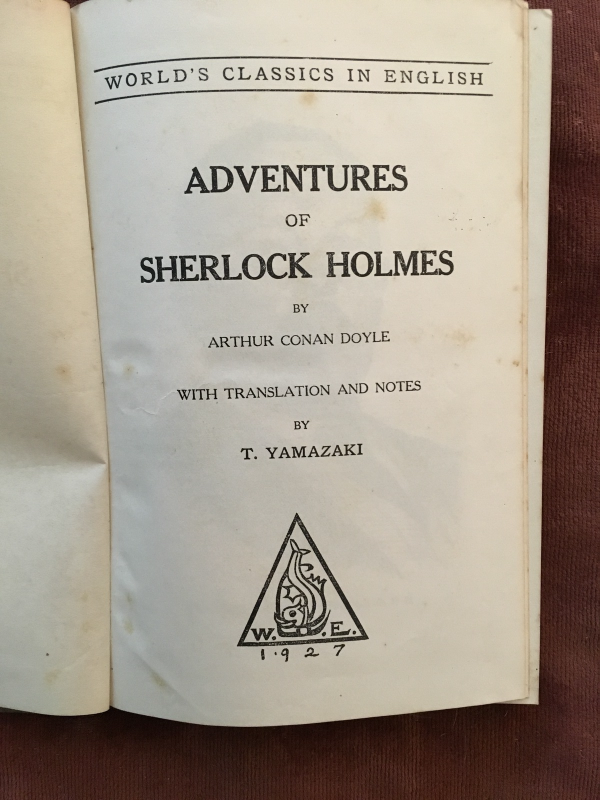 WORLD'S CLASSICS IN ENGLISH
ADVENTURES
OF
SHERLOCK HOLMES
BY
ARTHUR CONAN DOYLE
WITH TRANSLATION AND NOTES
BY
T. YAMAZAKI
W. E.
1927